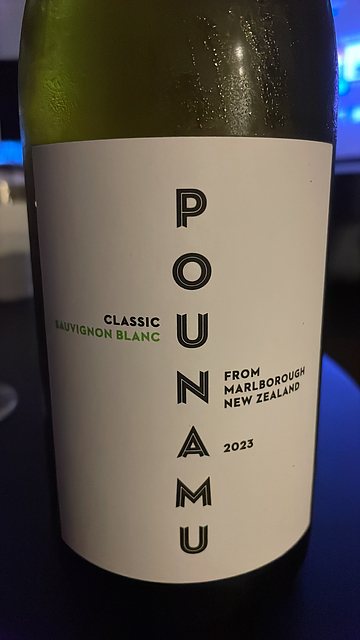 POUNAMU
CLASSIC
SAUVIGNON BLANC
FROM
MARLBOROUGH
NEW ZEALAND
2023